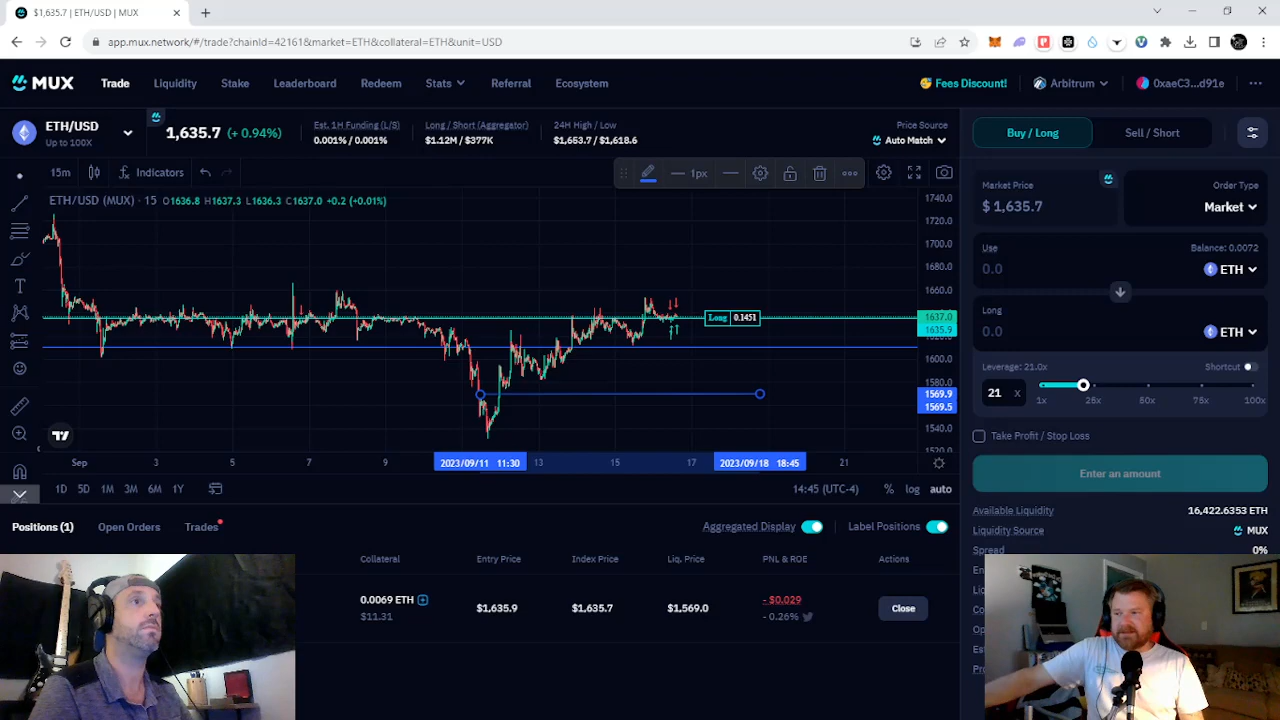 $1,635.7 | ETH/USD | MUX
app.mux.network/#/trade?chainId=42161&market=ETH&collateral=ETH&unit=USD
MUX Trade Liquidity Stake Leaderboard Redeem Stats Referral Ecosystem Fees Discount! Arbitrum 0xaeC3...d91e
ETH/USD
Up to 100X
1,635.7 (+ 0.94%)
Est. 1H Funding (L/S)
0.001% / 0.001%
Long / Short (Aggregator)
$1.12M / $377K
24H High / Low
$1,653.7 / $1,618.6
Price Source
Auto Match
15m Indicators
1px
ETH/USD (MUX) · 15 O1636.8 H1637.3 L1636.3 C1637.0 +0.2 (+0.01%)
1740.0
1720.0
1700.0
1680.0
1660.0
1637.0
1635.9
1620.0
1600.0
1580.0
1569.9
1569.5
1540.0
1520.0
Long 0.1451
Sep 3 5 7 9 2023/09/11 11:30 13 15 17 2023/09/18 18:45 21
1D 5D 1M 3M 6M 1Y 14:45 (UTC-4) % log auto
Buy / Long Sell / Short
Market Price
$ 1,635.7
Order Type
Market
Use Balance: 0.0072
0.0 ETH
Long
0.0 ETH
Leverage: 21.0x Shortcut
21 x
1x 25x 50x 75x 100x
Take Profit / Stop Loss
Enter an amount
Available Liquidity 16,422.6353 ETH
Liquidity Source MUX
Spread 0%
Positions (1) Open Orders Trades Aggregated Display Label Positions
Collateral Entry Price Index Price Liq. Price PNL & ROE Actions
0.0069 ETH
$11.31
$1,635.9 $1,635.7 $1,569.0
- $0.029
- 0.26%
Close